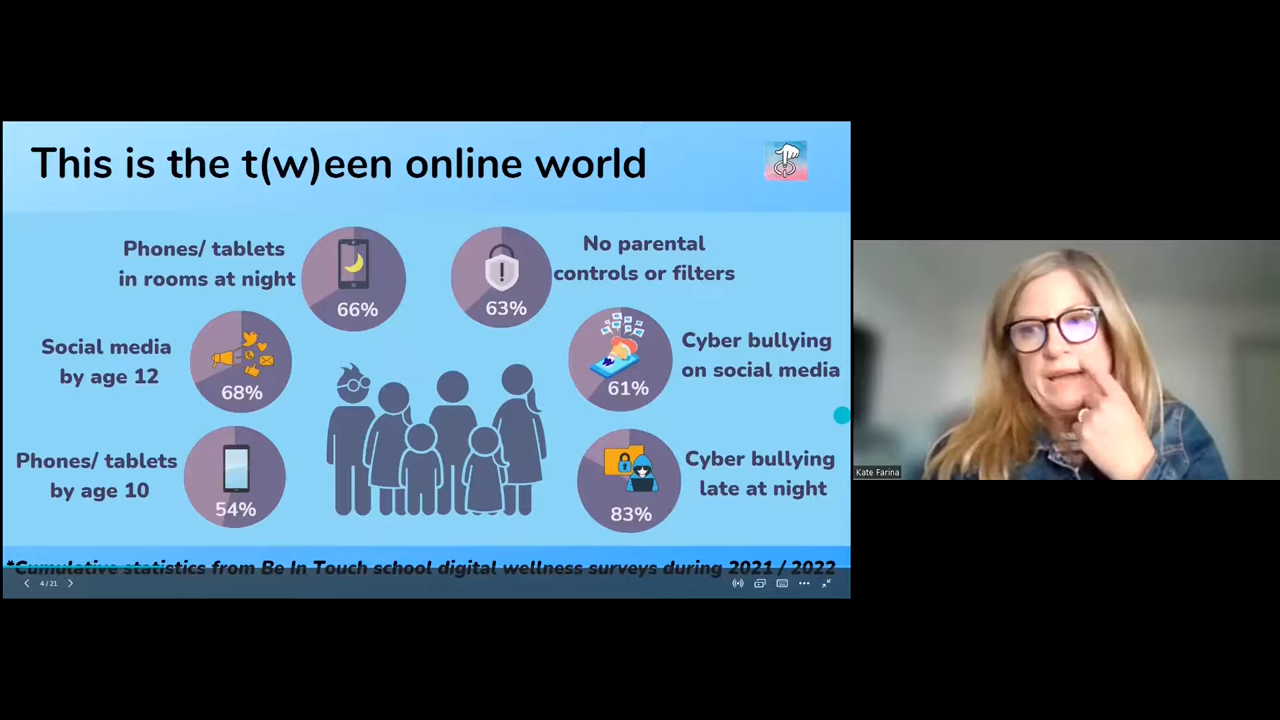 This is the t(w)een online world
Phones/ tablets
in rooms at night
66%
63%
No parental
controls or filters
Social media
by age 12
68%
61%
Cyber bullying
on social media
Phones/ tablets
by age 10
54%
83%
Cyber bullying
late at night
*Cumulative statistics from Be In Touch school digital wellness surveys during 2021 / 2022
4 / 21
Kate Farina